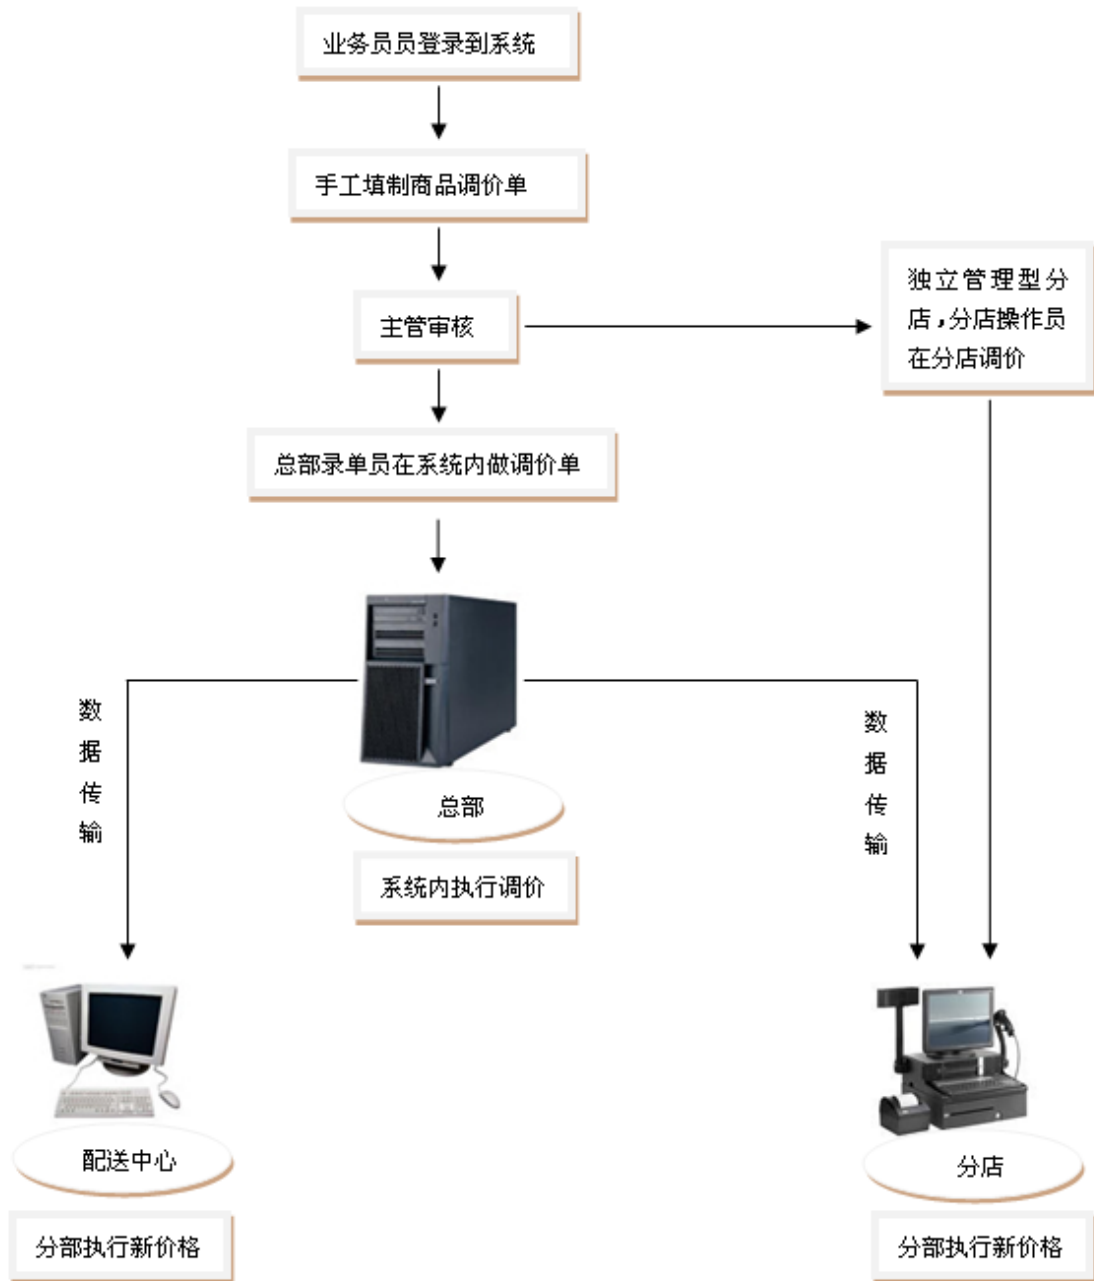 业务员员登录到系统
手工填制商品调价单
主管审核
独立管理型分
店,分店操作员
在分店调价
总部录单员在系统内做调价单
数
据
传
输
数
据
传
输
总部
系统内执行调价
配送中心
分部执行新价格
分店
分部执行新价格